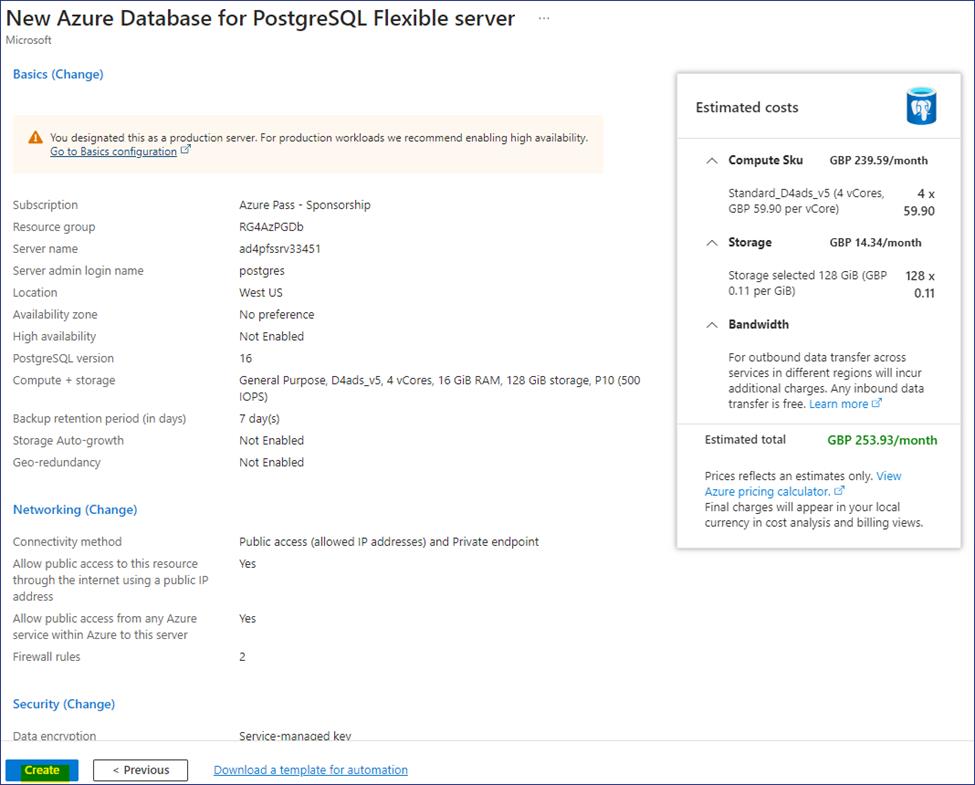 New Azure Database for PostgreSQL Flexible server ...
Microsoft
Basics (Change)
You designated this as a production server. For production workloads we recommend enabling high availability.
Go to Basics configuration
Subscription Azure Pass - Sponsorship
Resource group RG4AzPGDb
Server name ad4pfssrv33451
Server admin login name postgres
Location West US
Availability zone No preference
High availability Not Enabled
PostgreSQL version 16
Compute + storage General Purpose, D4ads_v5, 4 vCores, 16 GiB RAM, 128 GiB storage, P10 (500
IOPS)
Backup retention period (in days) 7 day(s)
Storage Auto-growth Not Enabled
Geo-redundancy Not Enabled
Networking (Change)
Connectivity method Public access (allowed IP addresses) and Private endpoint
Allow public access to this resource Yes
through the internet using a public IP
address
Allow public access from any Azure Yes
service within Azure to this server
Firewall rules 2
Security (Change)
Data encryption Service-managed key
Estimated costs
Compute Sku GBP 239.59/month
Standard_D4ads_v5 (4 vCores, 4 x
GBP 59.90 per vCore) 59.90
Storage GBP 14.34/month
Storage selected 128 GiB (GBP 128 x
0.11 per GiB) 0.11
Bandwidth
For outbound data transfer across
services in different regions will incur
additional charges. Any inbound data
transfer is free. Learn more
Estimated total GBP 253.93/month
Prices reflects an estimates only. View
Azure pricing calculator.
Final charges will appear in your local
currency in cost analysis and billing views.
Create < Previous Download a template for automation